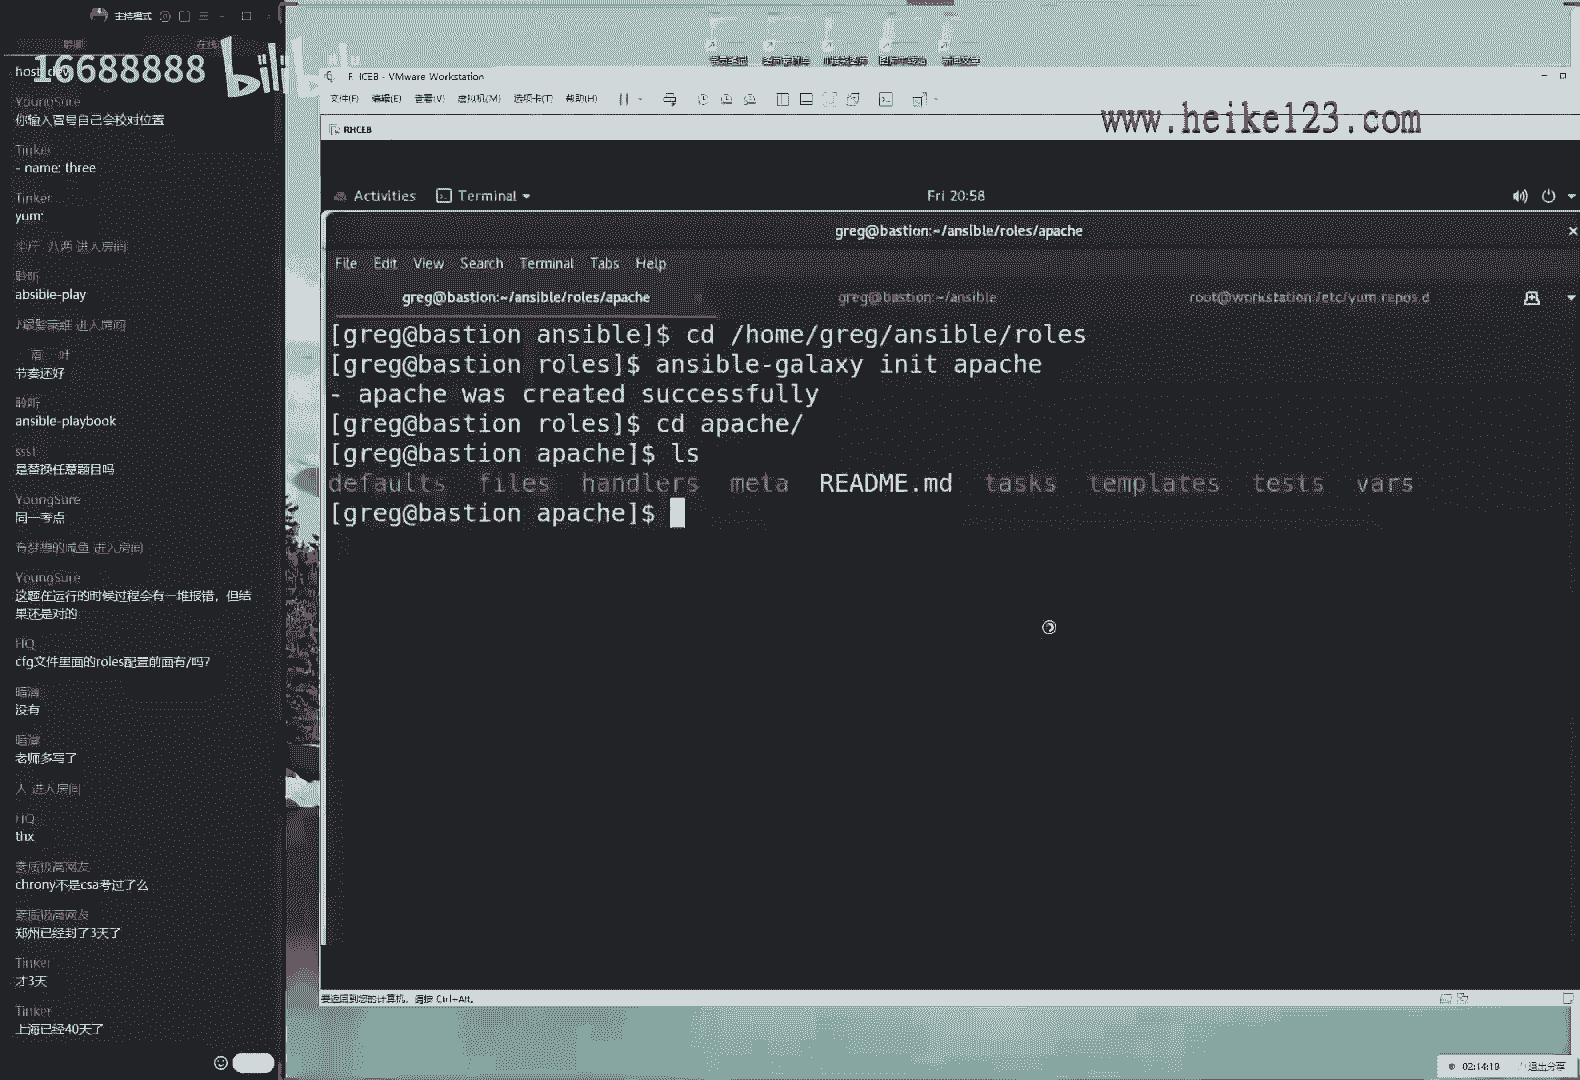 主持模式
16688888
bilibili
host: dev
YoungSure
你输入冒号自己会校对位置
Tinker
- name: three
Tinker
yum:
进入房间
聆听
absible-play
进入房间
节奏还好
聆听
ansible-playbook
ssst
是替换任意题目吗
YoungSure
同一考点
有梦想的咸鱼 进入房间
YoungSure
这题在运行的时候过程会有一堆报错，但结
果还是对的
HQ
cfg文件里面的roles配置前面有/吗？
没有
老师多写了
人 进入房间
HQ
thx
素质极高网友
chrony不是csa考过了么
素质极高网友
郑州已经封了3天了
Tinker
才3天
Tinker
上海已经40天了
RHCEB - VMware Workstation
文件(F) 编辑(E) 查看(V) 虚拟机(M) 选项卡(T) 帮助(H)
www.heike123.com
RHCEB
Activities Terminal Fri 20:58
greg@bastion:~/ansible/roles/apache
File Edit View Search Terminal Tabs Help
greg@bastion:~/ansible/roles/apache greg@bastion:~/ansible root@workstation:/etc/yum.repos.d
[greg@bastion ansible]$ cd /home/greg/ansible/roles
[greg@bastion roles]$ ansible-galaxy init apache
- apache was created successfully
[greg@bastion roles]$ cd apache/
[greg@bastion apache]$ ls
defaults files handlers meta README.md tasks templates tests vars
[greg@bastion apache]$
要返回到您的计算机，请按 Ctrl+Alt。
02:14:19 退出分享